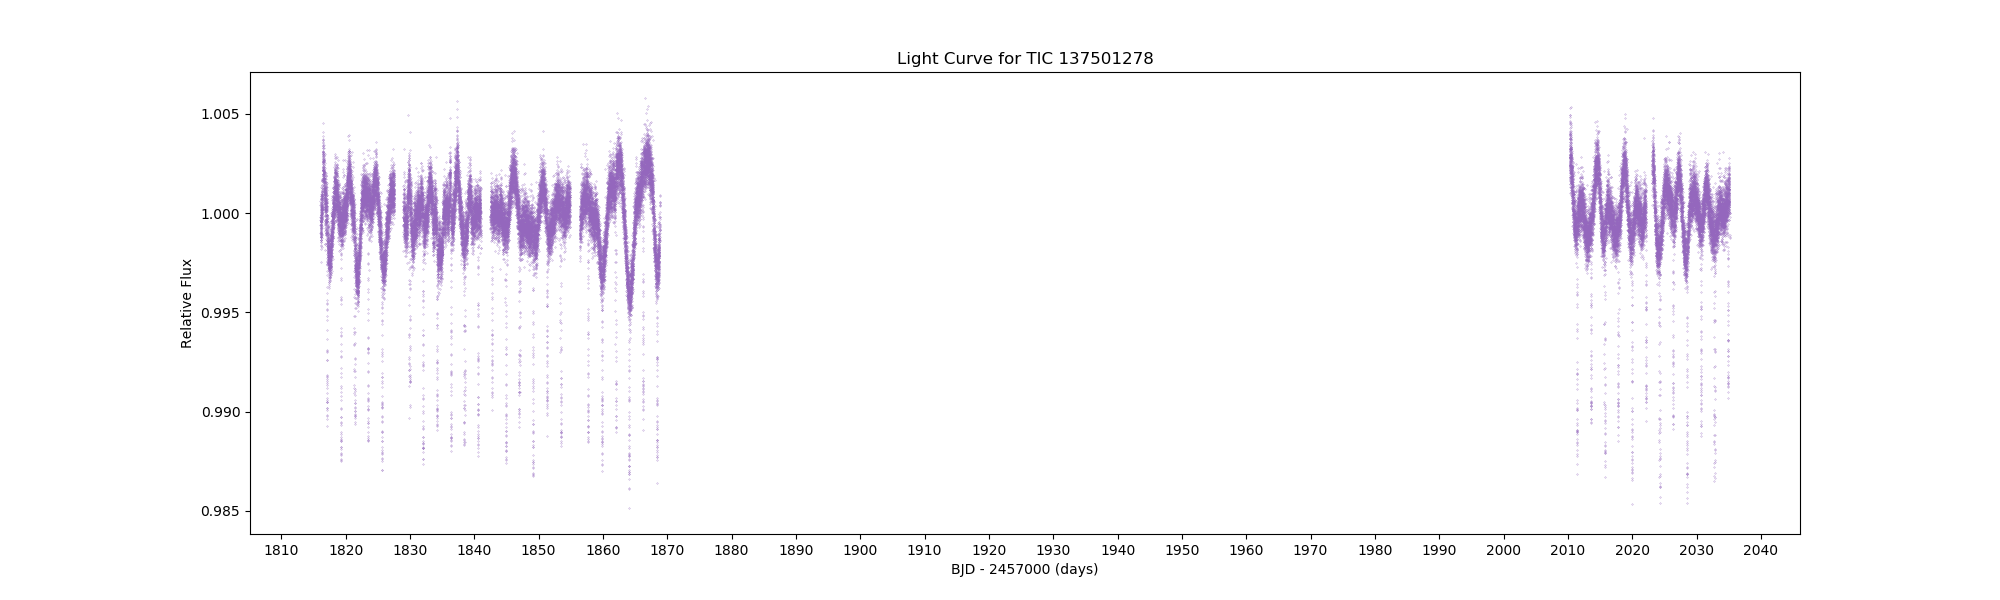 Light Curve for TIC 137501278
Relative Flux
1.005
1.000
0.995
0.990
0.985
1810 1820 1830 1840 1850 1860 1870 1880 1890 1900 1910 1920 1930 1940 1950 1960 1970 1980 1990 2000 2010 2020 2030 2040
BJD - 2457000 (days)